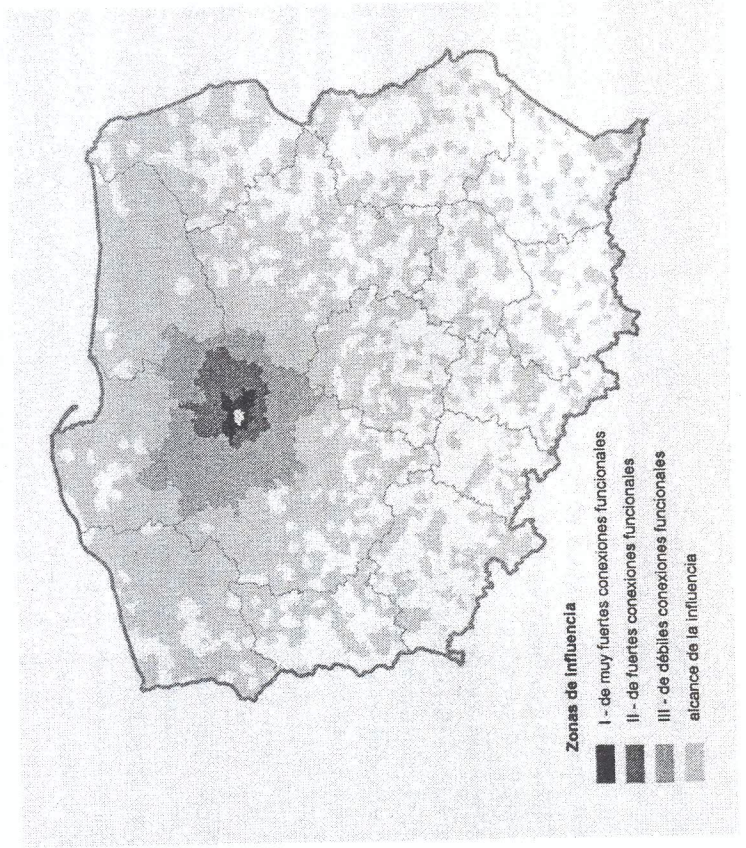 Zonas de influencia
I - de muy fuertes conexiones funcionales
II - de fuertes conexiones funcionales
III - de débiles conexiones funcionales
alcance de la influencia